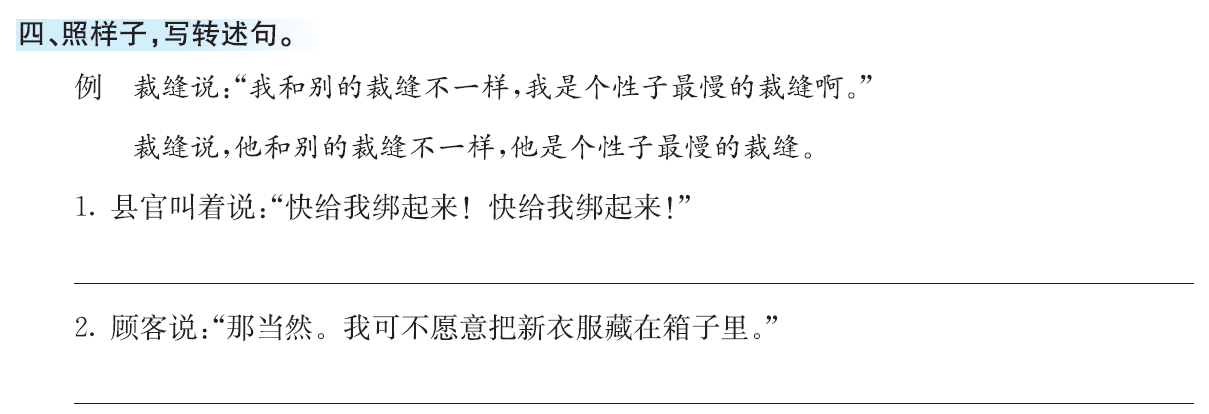 四、照样子,写转述句。
例 裁缝说:“我和别的裁缝不一样,我是个性子最慢的裁缝啊。”
裁缝说,他和别的裁缝不一样,他是个性子最慢的裁缝。
1. 县官叫着说:“快给我绑起来! 快给我绑起来!”
2. 顾客说:“那当然。我可不愿意把新衣服藏在箱子里。”